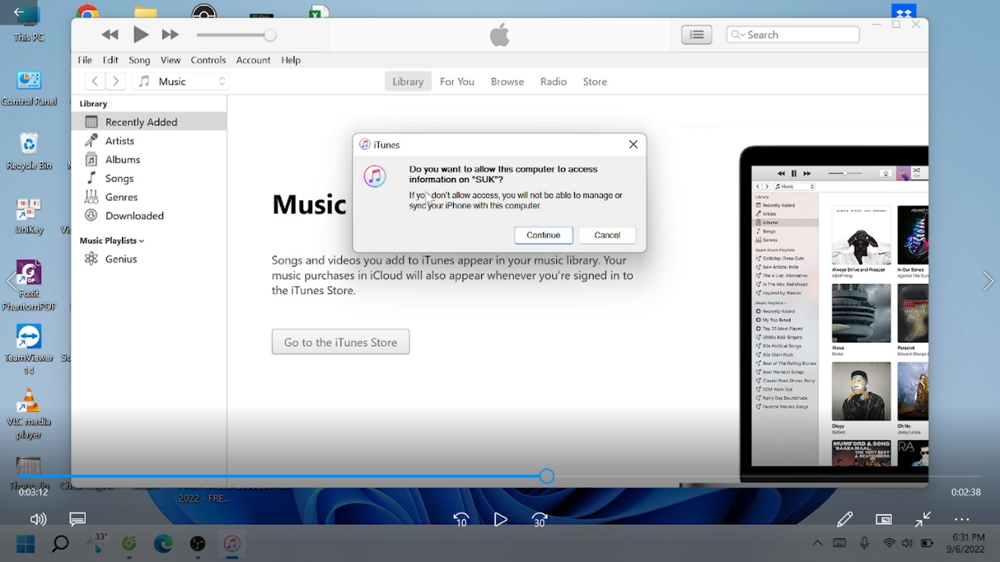 This PC
Search
File Edit Song View Controls Account Help
Music
Library For You Browse Radio Store
Control Panel
Library
Recently Added
Artists
Albums
Songs
Genres
Downloaded
Music Playlists
Genius
Recycle Bin
UniKey
Foxit
PhantomPDF
TeamViewer
14
VLC media
player
iTunes
Do you want to allow this computer to access
information on “SUK”?
If you don't allow access, you will not be able to manage or
sync your iPhone with this computer.
Continue Cancel
Music
Songs and videos you add to iTunes appear in your music library. Your
music purchases in iCloud will also appear whenever you’re signed in to
the iTunes Store.
Go to the iTunes Store
Music
Library
Recently Added
Artists
Albums
Songs
Genres
Apple Music Playlists
Coldplay: Deep Cuts
New Artists: Indie
The A List: Alternative
In The Mix: Radiohead
Inspired by Weezer
Music Playlists
Recently Added
My Top Rated
Top 25 Most Played
2000s R&B Singers
80s Glam Rock
Best of The Rolling Stones
Best Workout Songs
Classic Rock Dinner Party
EDM Work Out
Rainy Day Soundtrack
Favorite Movies Songs
Always Strive and Prosper
A$AP Ferg
In Our Bones
Against The
Views
Drake
PersonA
Edward Sharpe
Ology
Gallant
Oh No
Jessy Lanza
MUMFORD & SONS
BAABA MAAL
THE VERY BEST
& BEATENBERG
RA
2022 - FRE...
0:03:12
0:02:38
10
30
33°
6:31 PM
9/6/2022